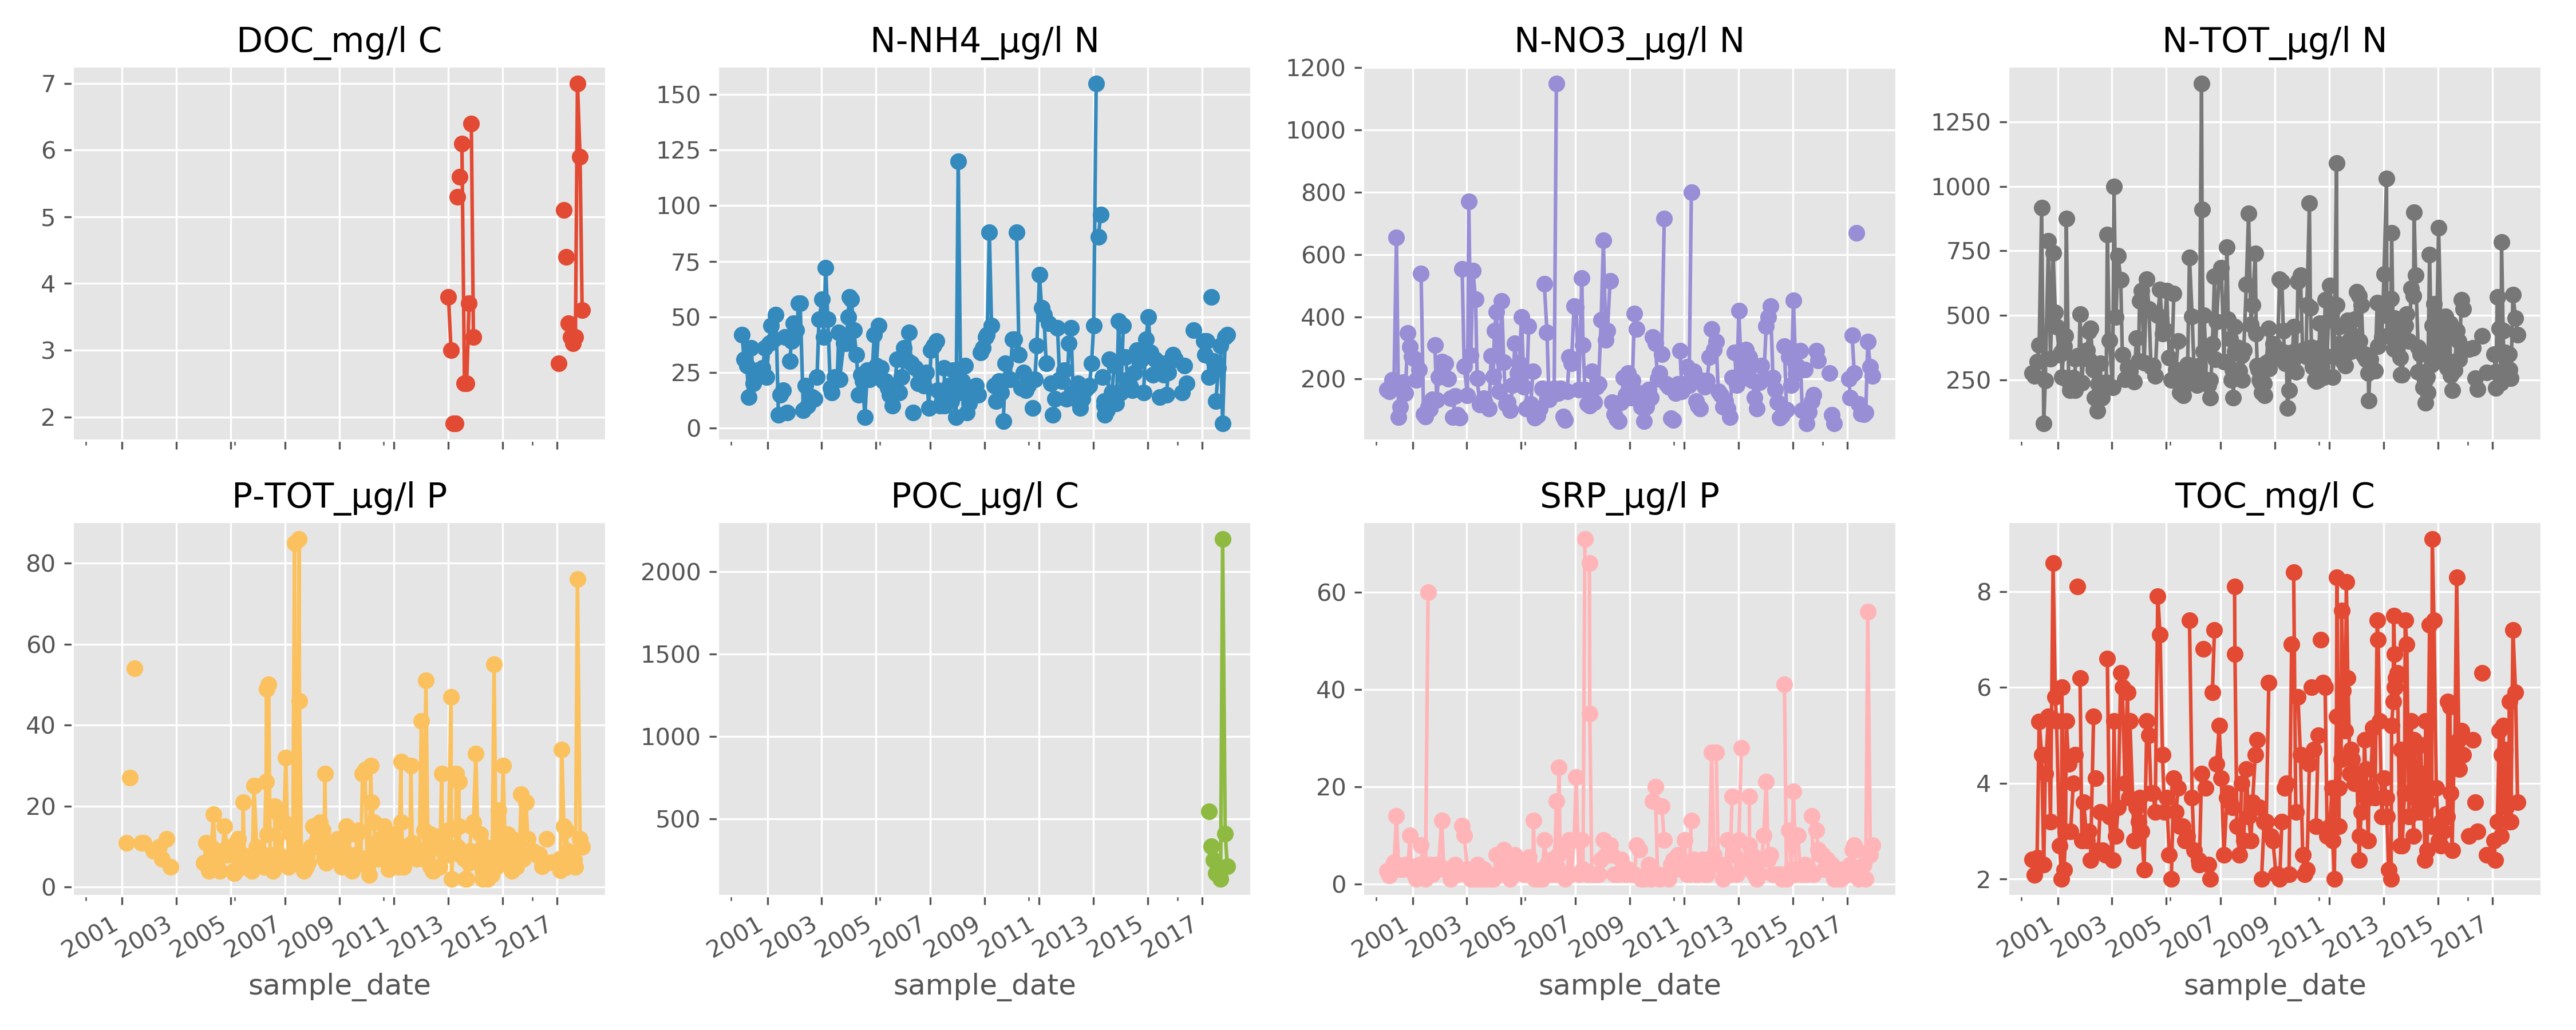 DOC_mg/l C
N-NH4_µg/l N
N-NO3_µg/l N
N-TOT_µg/l N
7
6
5
4
3
2
150
125
100
75
50
25
0
1200
1000
800
600
400
200
1250
1000
750
500
250
P-TOT_µg/l P
POC_µg/l C
SRP_µg/l P
TOC_mg/l C
80
60
40
20
0
2000
1500
1000
500
60
40
20
0
8
6
4
2
2001 2003 2005 2007 2009 2011 2013 2015 2017
2001 2003 2005 2007 2009 2011 2013 2015 2017
2001 2003 2005 2007 2009 2011 2013 2015 2017
2001 2003 2005 2007 2009 2011 2013 2015 2017
sample_date
sample_date
sample_date
sample_date